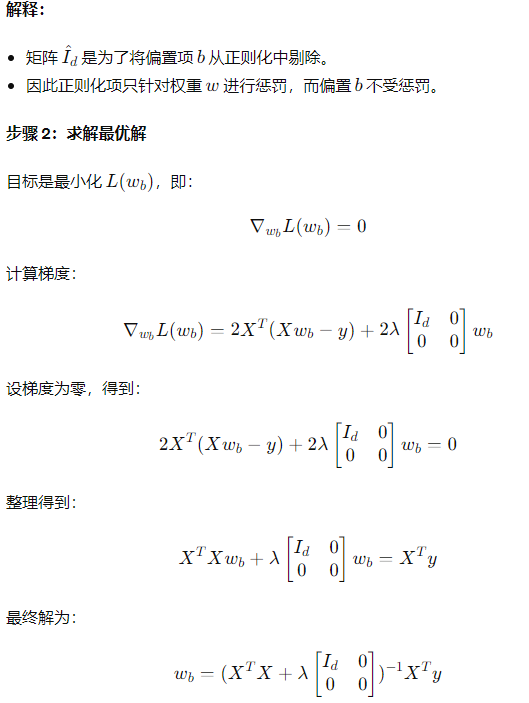 解释：
• 矩阵 $\hat{I}_d$ 是为了将偏置项 $b$ 从正则化中剔除。
• 因此正则化项只针对权重 $w$ 进行惩罚，而偏置 $b$ 不受惩罚。
步骤 2：求解最优解
目标是最小化 $L(w_b)$，即：
$\nabla_{w_b} L(w_b) = 0$
计算梯度：
$\nabla_{w_b} L(w_b) = 2X^T(Xw_b - y) + 2\lambda \begin{bmatrix} I_d & 0 \\ 0 & 0 \end{bmatrix} w_b$
设梯度为零，得到：
$2X^T(Xw_b - y) + 2\lambda \begin{bmatrix} I_d & 0 \\ 0 & 0 \end{bmatrix} w_b = 0$
整理得到：
$X^T X w_b + \lambda \begin{bmatrix} I_d & 0 \\ 0 & 0 \end{bmatrix} w_b = X^T y$
最终解为：
$w_b = (X^T X + \lambda \begin{bmatrix} I_d & 0 \\ 0 & 0 \end{bmatrix})^{-1} X^T y$